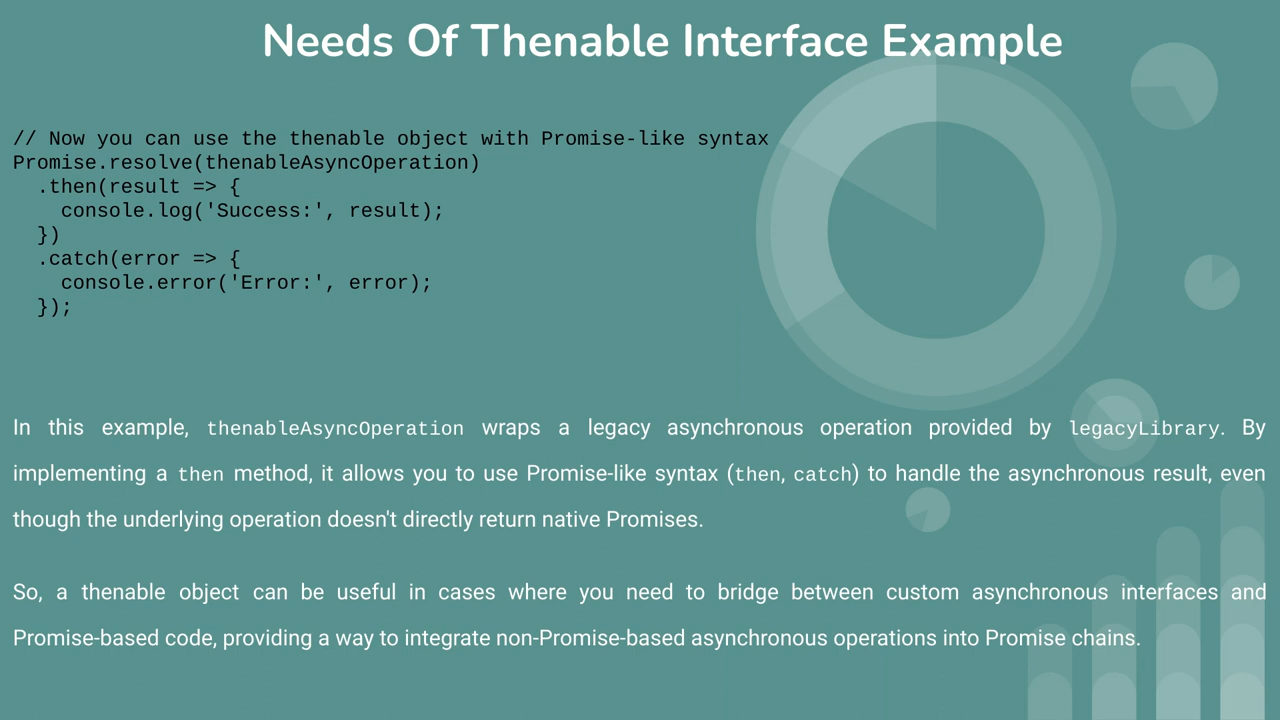 Needs Of Thenable Interface Example
// Now you can use the thenable object with Promise-like syntax
Promise.resolve(thenableAsyncOperation)
  .then(result => {
    console.log('Success:', result);
  })
  .catch(error => {
    console.error('Error:', error);
  });
In this example, thenableAsyncOperation wraps a legacy asynchronous operation provided by legacyLibrary. By
implementing a then method, it allows you to use Promise-like syntax (then, catch) to handle the asynchronous result, even
though the underlying operation doesn't directly return native Promises.
So, a thenable object can be useful in cases where you need to bridge between custom asynchronous interfaces and
Promise-based code, providing a way to integrate non-Promise-based asynchronous operations into Promise chains.